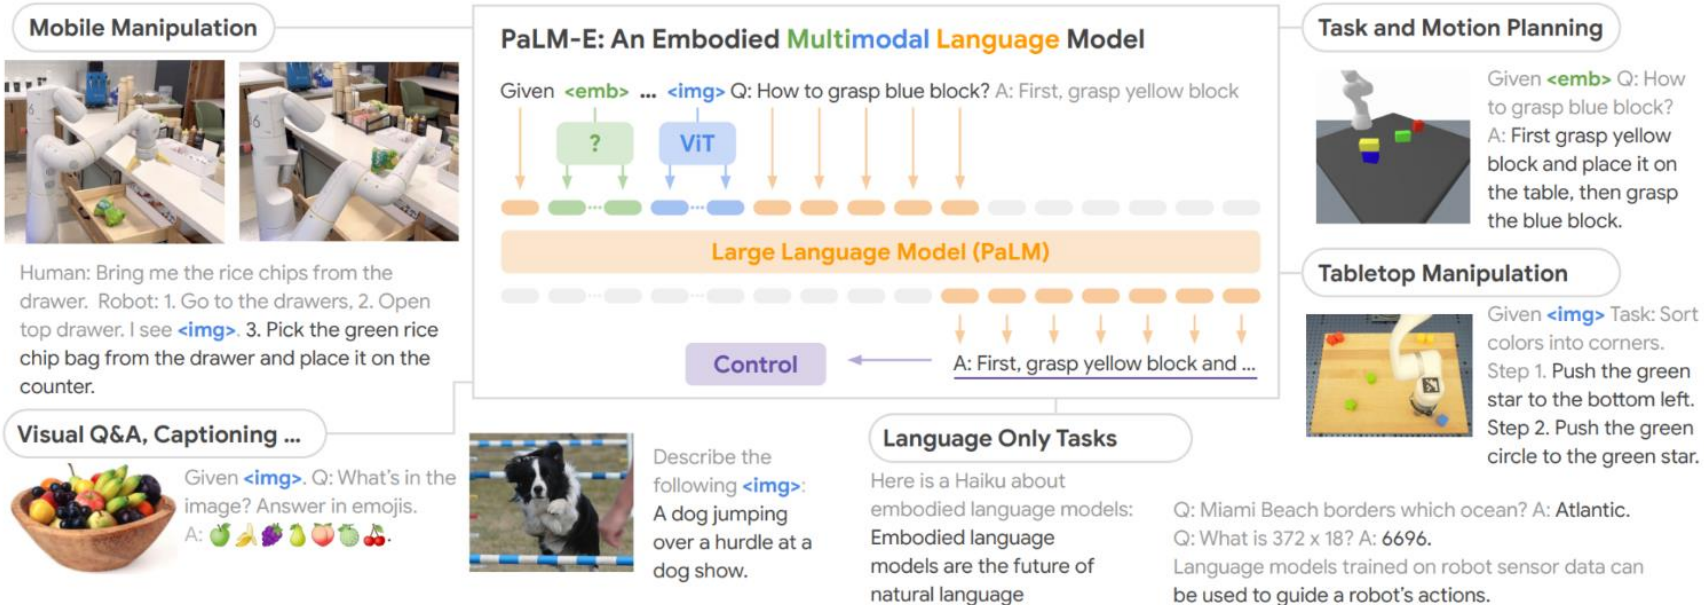 Mobile Manipulation
Human: Bring me the rice chips from the
drawer. Robot: 1. Go to the drawers, 2. Open
top drawer. I see <img>. 3. Pick the green rice
chip bag from the drawer and place it on the
counter.
PaLM-E: An Embodied Multimodal Language Model
Given <emb> ... <img> Q: How to grasp blue block? A: First, grasp yellow block
?
ViT
Large Language Model (PaLM)
Control
A: First, grasp yellow block and ...
Task and Motion Planning
Given <emb> Q: How
to grasp blue block?
A: First grasp yellow
block and place it on
the table, then grasp
the blue block.
Tabletop Manipulation
Given <img> Task: Sort
colors into corners.
Step 1. Push the green
star to the bottom left.
Step 2. Push the green
circle to the green star.
Visual Q&A, Captioning ...
Given <img>. Q: What's in the
image? Answer in emojis.
A: 🍏🍌🍇🍐🍑🍈🍒.
Describe the
following <img>:
A dog jumping
over a hurdle at a
dog show.
Language Only Tasks
Here is a Haiku about
embodied language models:
Embodied language
models are the future of
natural language
Q: Miami Beach borders which ocean? A: Atlantic.
Q: What is 372 x 18? A: 6696.
Language models trained on robot sensor data can
be used to guide a robot's actions.